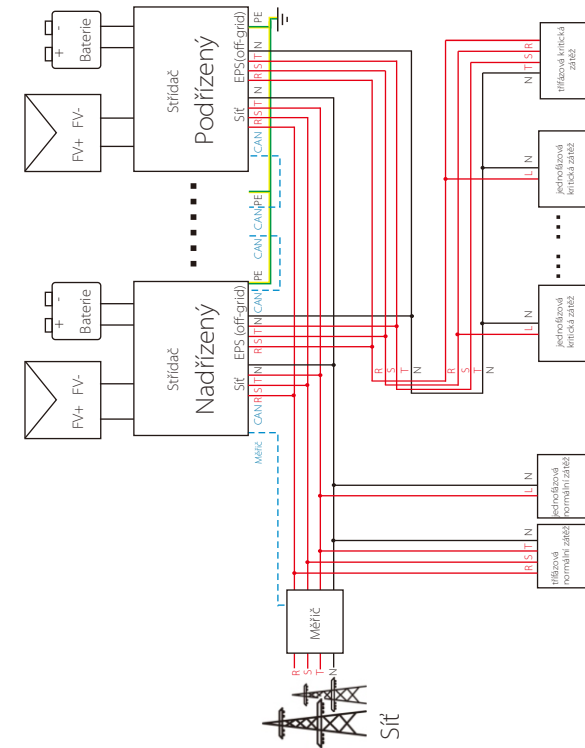 FV+ FV-
+ -
Baterie
FV+ FV-
+ -
Baterie
Střídač
Nadřízený
Střídač
Podřízený
Síť
EPS (off-grid)
Síť
EPS(off-grid)
Měřič CAN R S T N R S T N CAN PE
CAN CAN PE
CAN R S T N R S T N PE
Měřič
R
S
T
N
Síť
R
S
T
N
R
S
T
N
R S T N
třífázová
normální zátěž
L N
jednofázová
normální zátěž
L N
jednofázová
kritická zátěž
L N
jednofázová
kritická zátěž
N T S R
třífázová kritická
zátěž